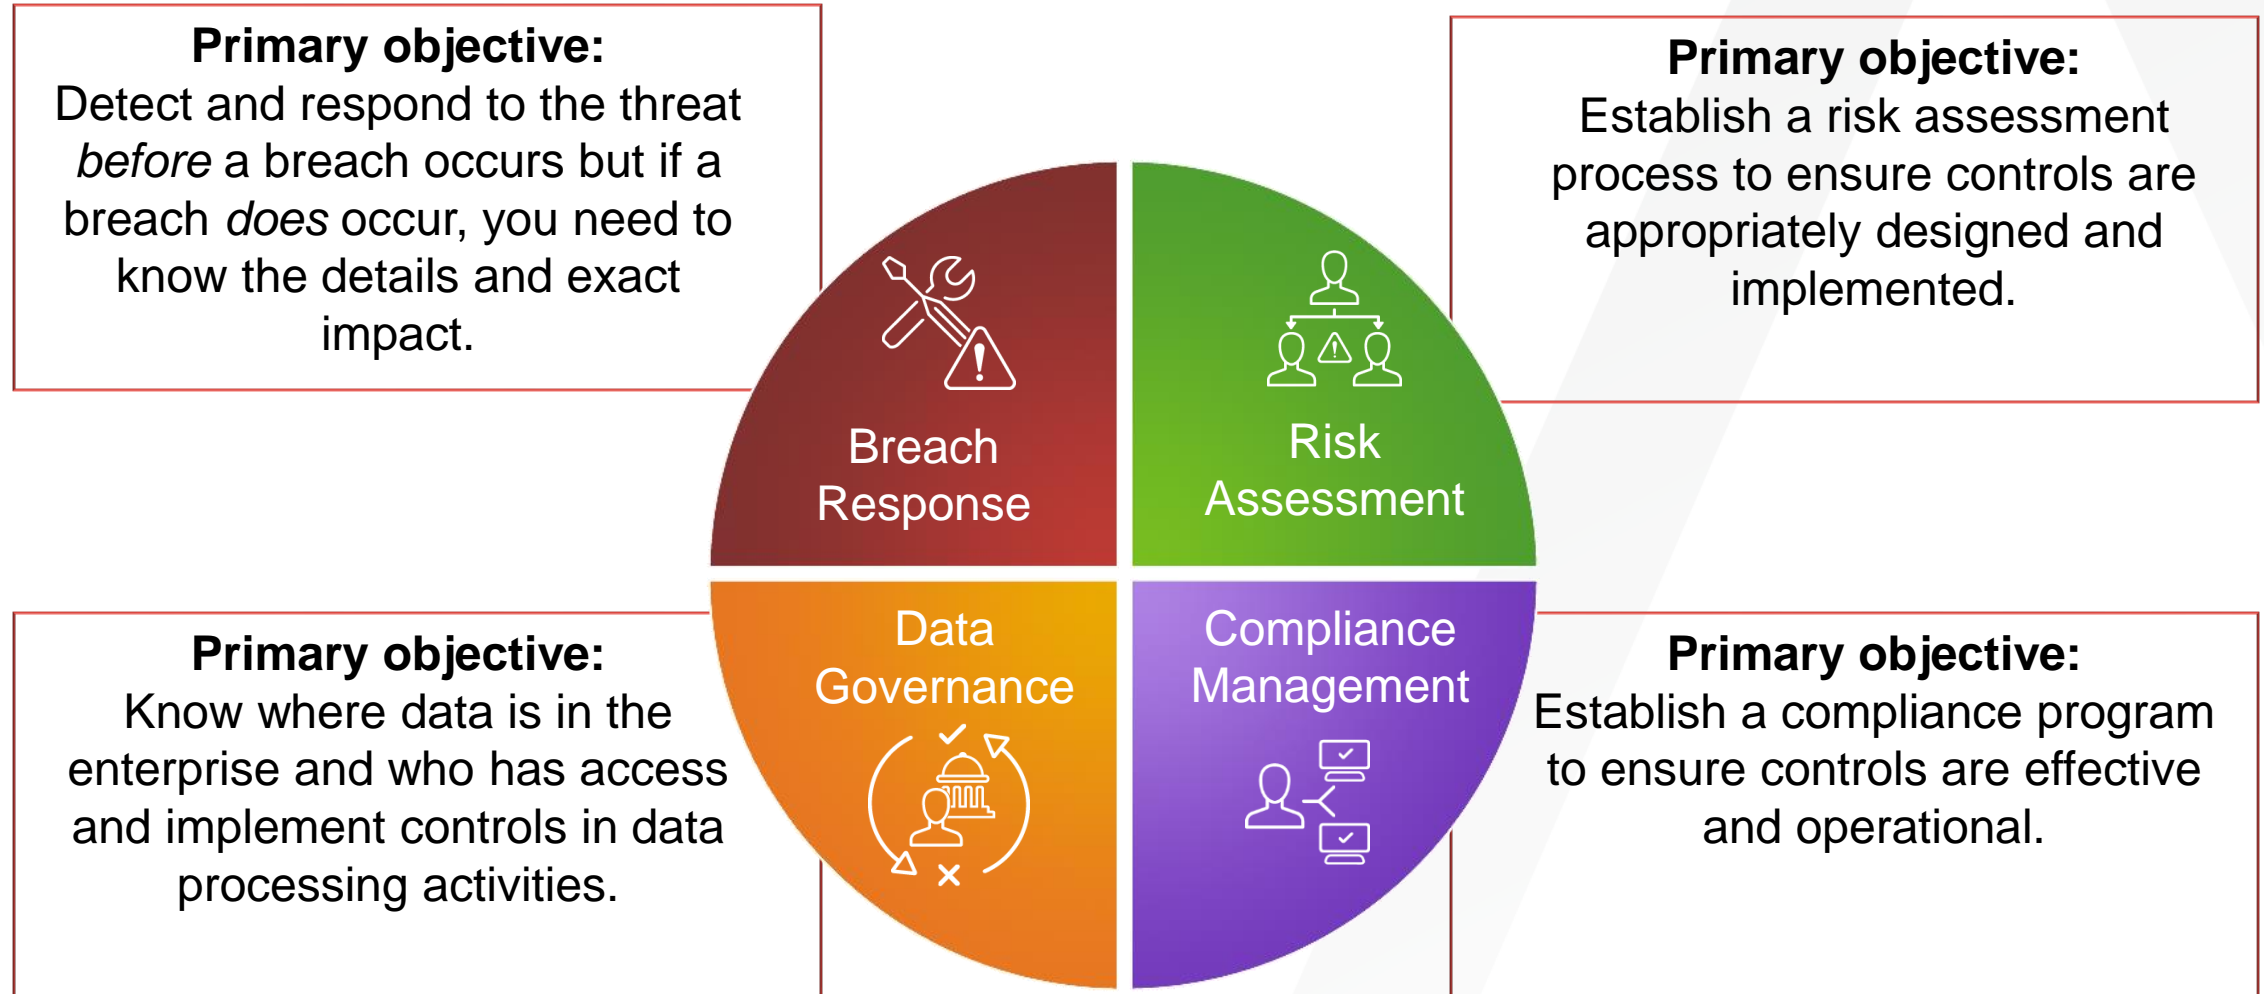 Primary objective:
Detect and respond to the threat
before a breach occurs but if a
breach does occur, you need to
know the details and exact
impact.
Primary objective:
Establish a risk assessment
process to ensure controls are
appropriately designed and
implemented.
Breach
Response
Risk
Assessment
Data
Governance
Compliance
Management
Primary objective:
Know where data is in the
enterprise and who has access
and implement controls in data
processing activities.
Primary objective:
Establish a compliance program
to ensure controls are effective
and operational.